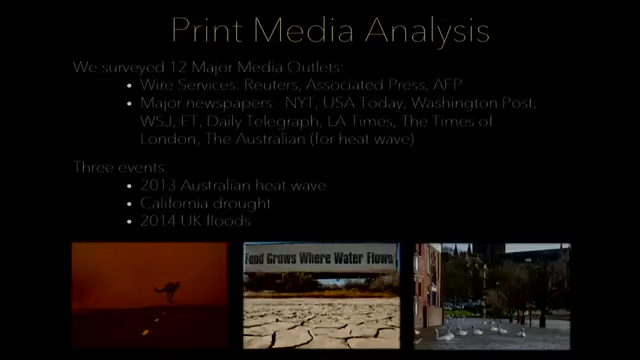 Print Media Analysis
We surveyed 12 Major Media Outlets:
• Wire Services. Reuters, Associated Press, AFP
• Major newspapers: NYT, USA Today, Washington Post,
WSJ, FT, Daily Telegraph, LA Times, The Times of
London, The Australian (for heat wave)
Three events:
• 2013 Australian heat wave
• California drought
• 2014 UK floods
Food Grows Where Water Flows